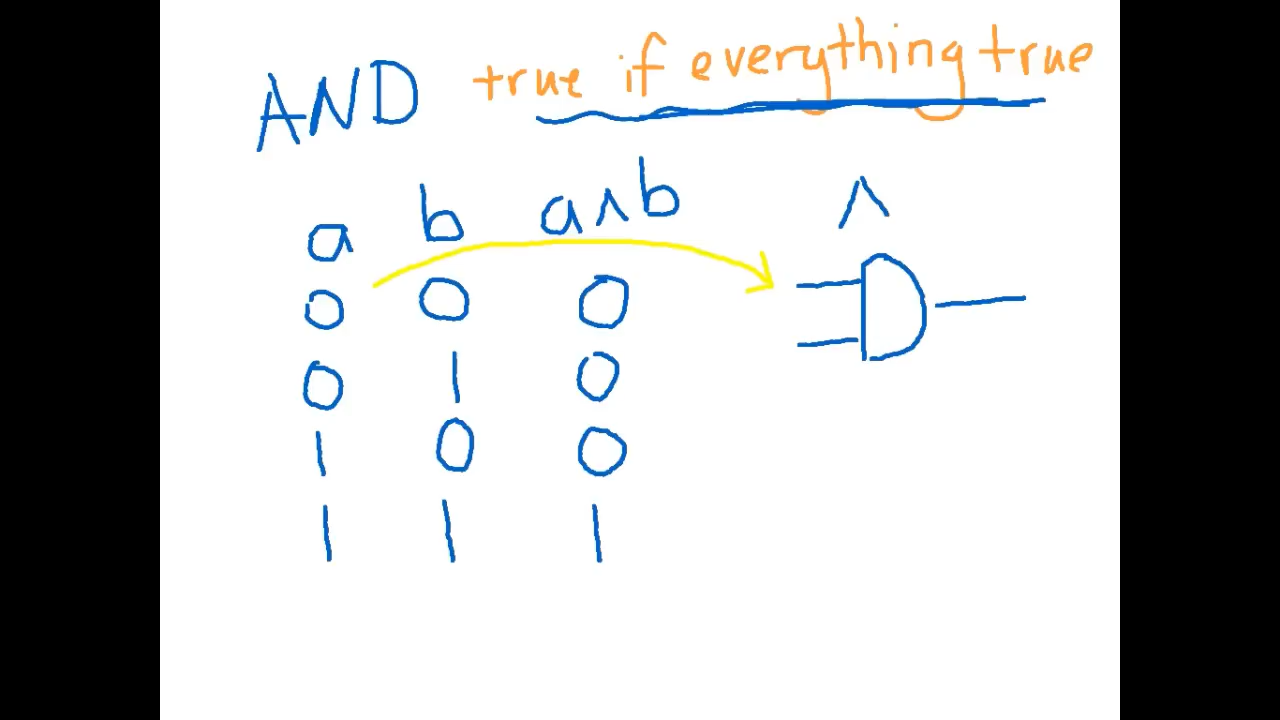 AND true if everything true
a b a∧b ∧
0 0 0
0 1 0
1 0 0
1 1 1